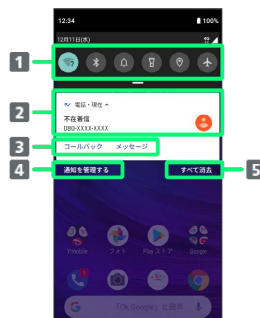 12:34 100%
12月11日(水)
1
電話・現在
2
不在着信
080-XXXX-XXXX
3
コールバック メッセージ
4
通知を管理する すべて消去
5
Y!mobile フォト Play ストア Google